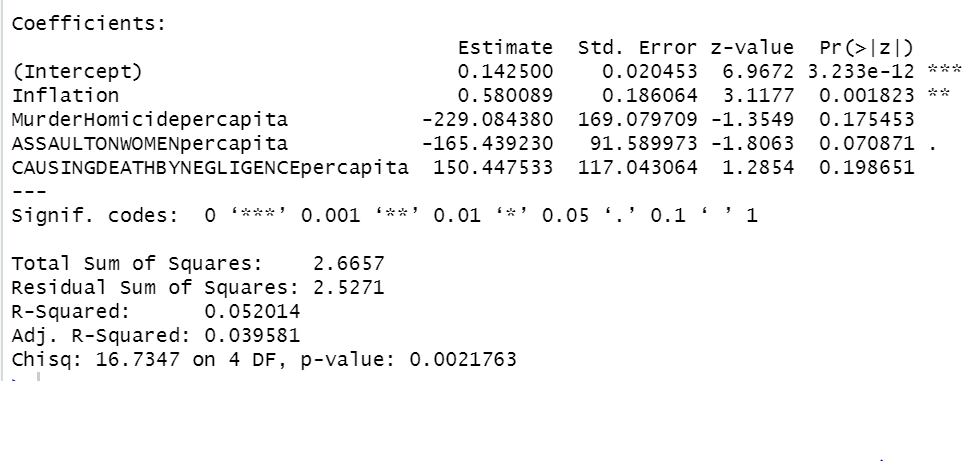 Coefficients:
Estimate Std. Error z-value Pr(>|z|)
(Intercept) 0.142500 0.020453 6.9672 3.233e-12 ***
Inflation 0.580089 0.186064 3.1177 0.001823 **
MurderHomicidepercapita -229.084380 169.079709 -1.3549 0.175453
ASSAULTONWOMENpercapita -165.439230 91.589973 -1.8063 0.070871 .
CAUSINGDEATHBYNEGLIGENCEpercapita 150.447533 117.043064 1.2854 0.198651
---
Signif. codes: 0 ‘***’ 0.001 ‘**’ 0.01 ‘*’ 0.05 ‘.’ 0.1 ‘ ’ 1
Total Sum of Squares: 2.6657
Residual Sum of Squares: 2.5271
R-Squared: 0.052014
Adj. R-Squared: 0.039581
Chisq: 16.7347 on 4 DF, p-value: 0.0021763